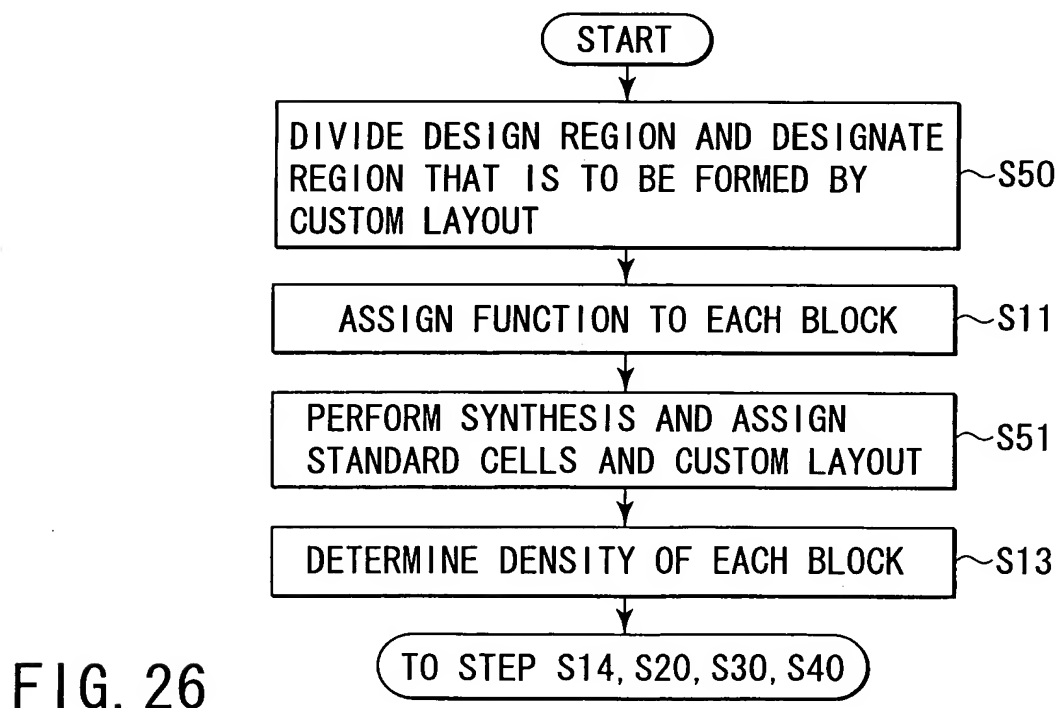 START
DIVIDE DESIGN REGION AND DESIGNATE
REGION THAT IS TO BE FORMED BY
CUSTOM LAYOUT
S50
ASSIGN FUNCTION TO EACH BLOCK
S11
PERFORM SYNTHESIS AND ASSIGN
STANDARD CELLS AND CUSTOM LAYOUT
S51
DETERMINE DENSITY OF EACH BLOCK
S13
TO STEP S14, S20, S30, S40
FIG. 26